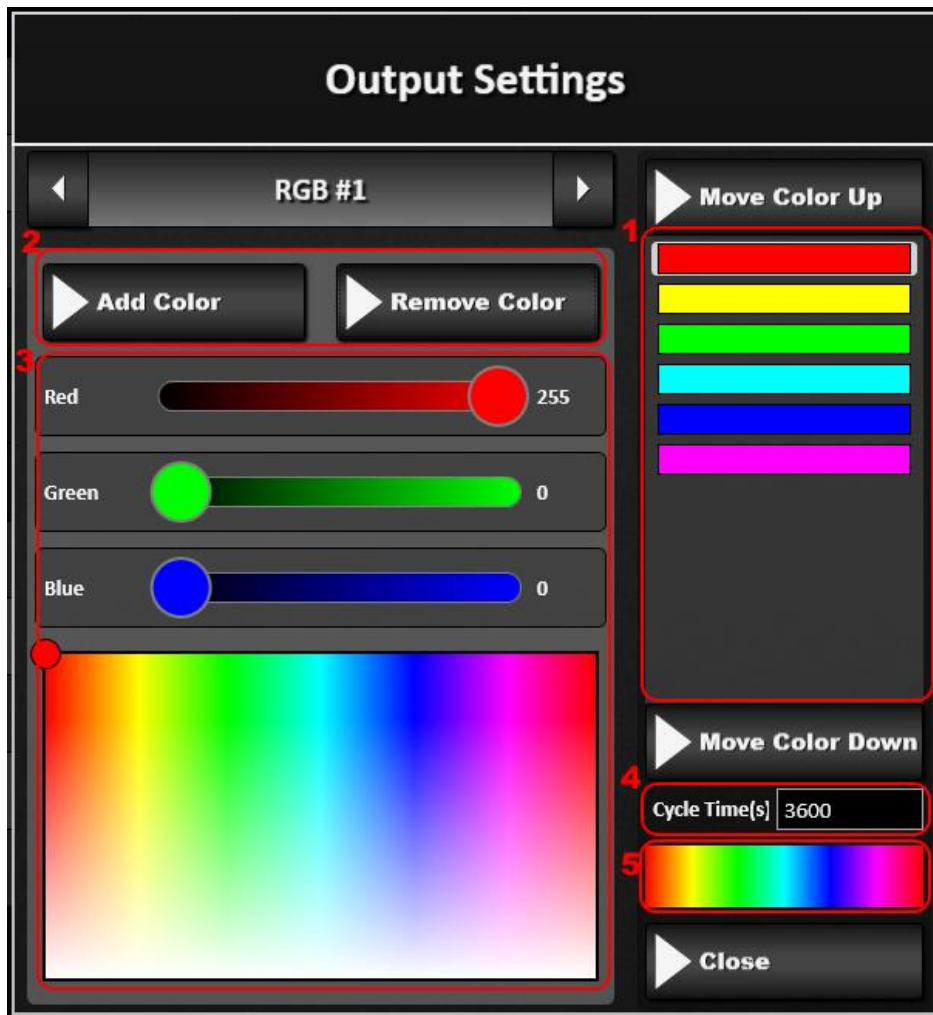 Output Settings
RGB #1
Move Color Up
1
2
Add Color
Remove Color
3
Red
255
Green
0
Blue
0
Move Color Down
4
Cycle Time(s)
3600
5
Close